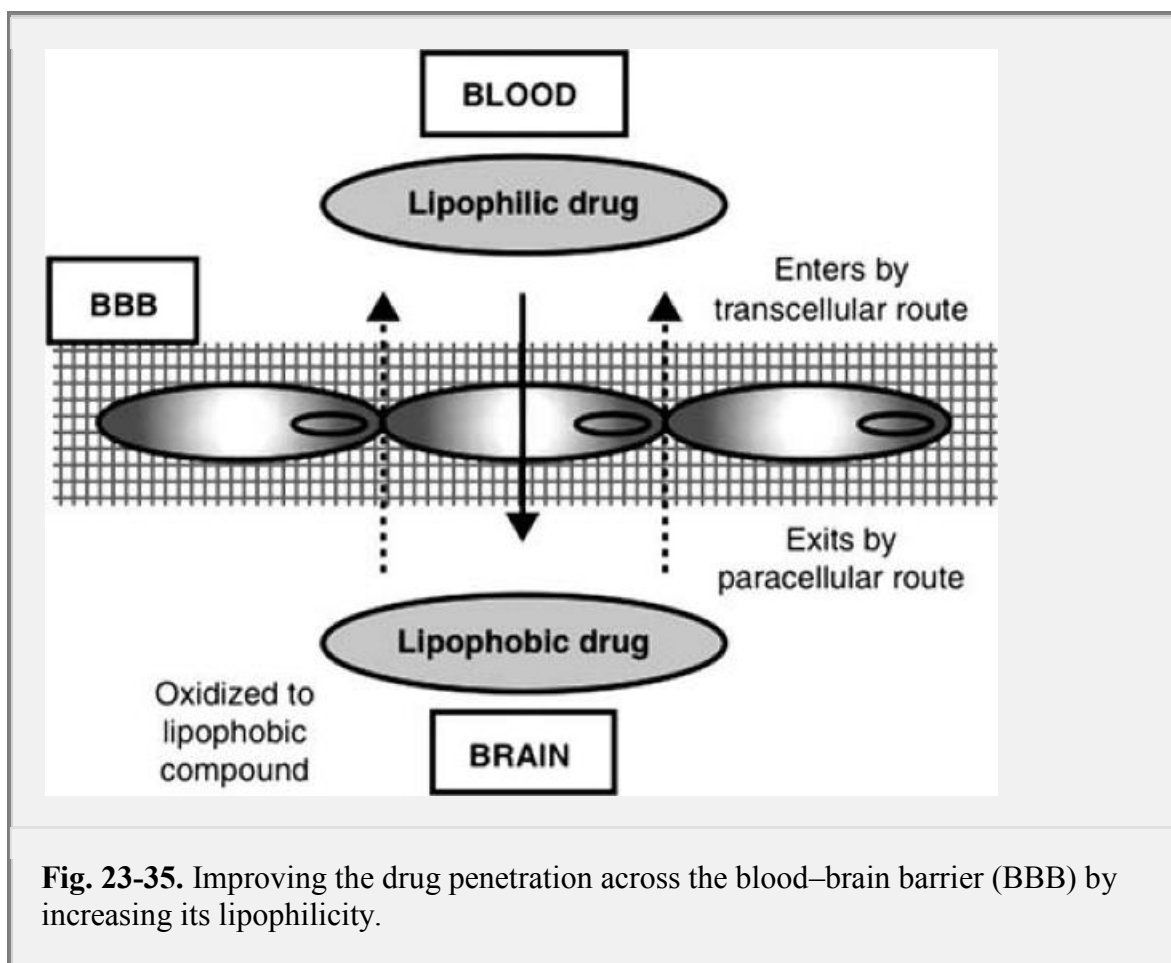 BLOOD
Lipophilic drug
BBB
Enters by
transcellular route
Exits by
paracellular route
Lipophobic drug
Oxidized to
lipophobic
compound
BRAIN
Fig. 23-35. Improving the drug penetration across the blood–brain barrier (BBB) by
increasing its lipophilicity.